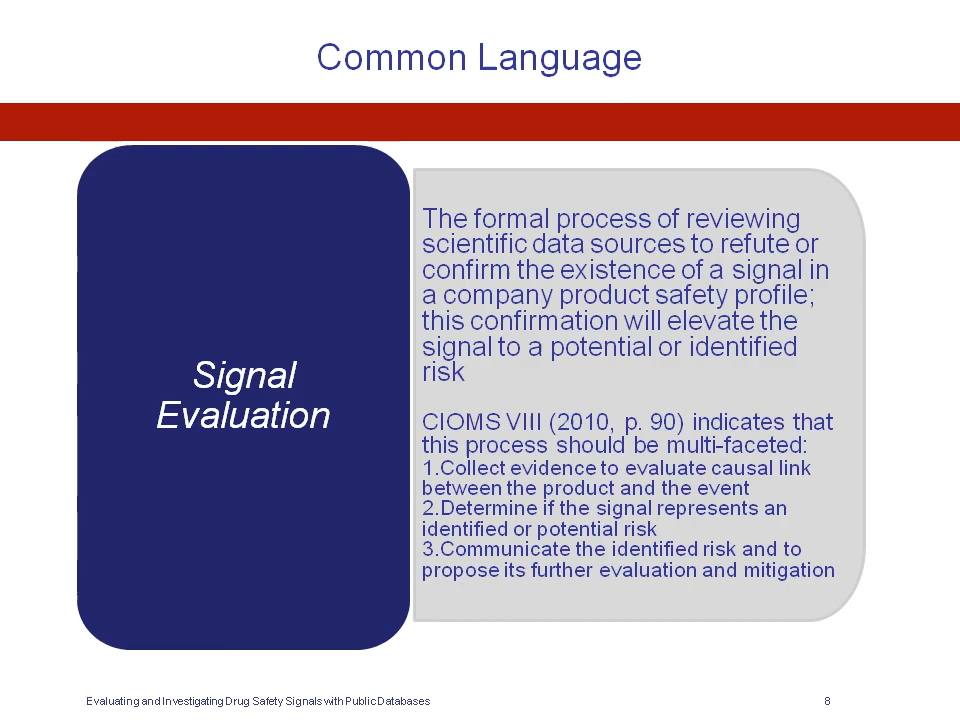 Common Language
Signal
Evaluation
The formal process of reviewing
scientific data sources to refute or
confirm the existence of a signal in
a company product safety profile;
this confirmation will elevate the
signal to a potential or identified
risk
CIOMS VIII (2010, p. 90) indicates that
this process should be multi-faceted:
1.Collect evidence to evaluate causal link
between the product and the event
2.Determine if the signal represents an
identified or potential risk
3.Communicate the identified risk and to
propose its further evaluation and mitigation
Evaluating and Investigating Drug Safety Signals with Public Databases
8